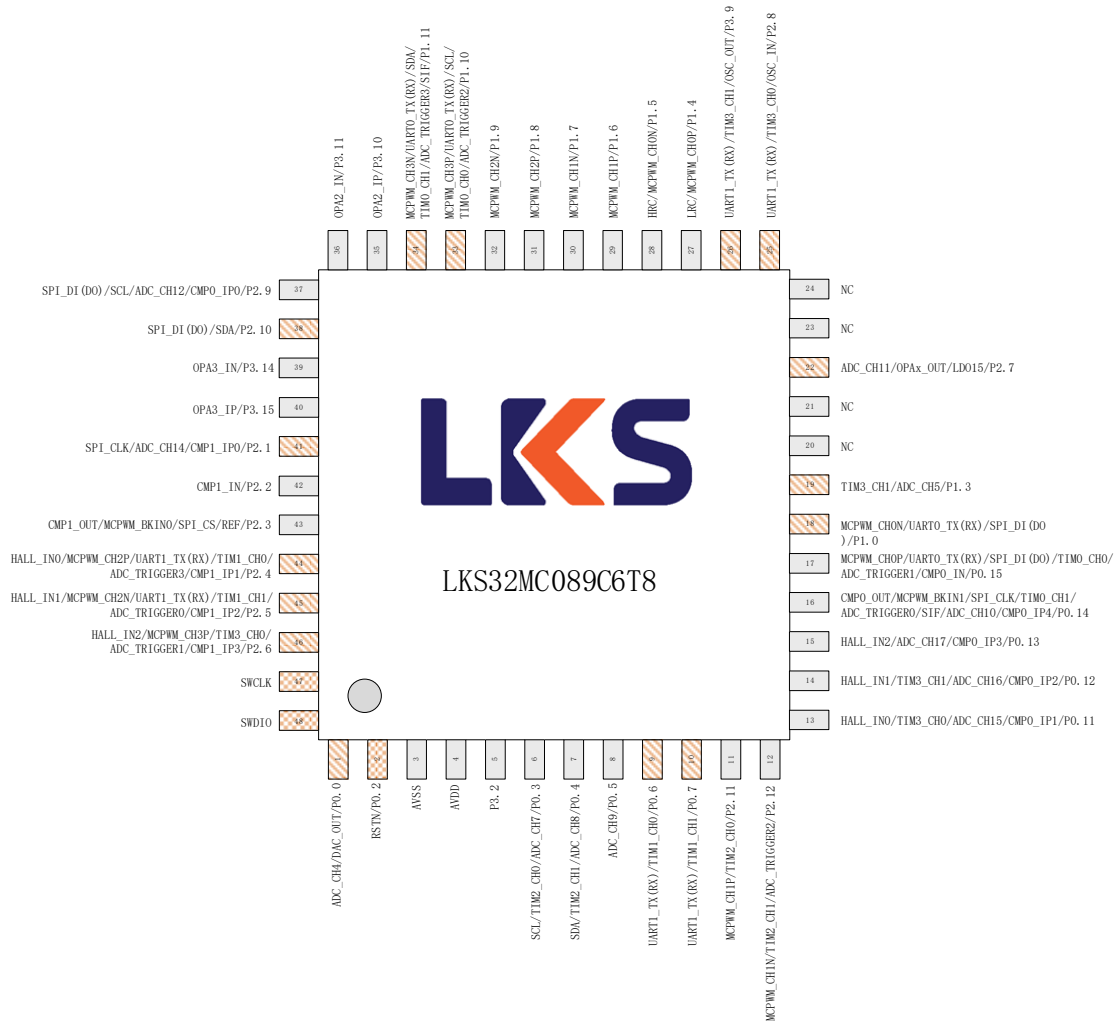 OPA2_IN/P3.11
OPA2_IP/P3.10
MCPWM_CH3N/UART0_TX(RX)/SDA/
TIM0_CH1/ADC_TRIGGER3/SIF/P1.11
MCPWM_CH3P/UART0_TX(RX)/SCL/
TIM0_CH0/ADC_TRIGGER2/P1.10
MCPWM_CH2N/P1.9
MCPWM_CH2P/P1.8
MCPWM_CH1N/P1.7
MCPWM_CH1P/P1.6
HRC/MCPWM_CH0N/P1.5
LRC/MCPWM_CH0P/P1.4
UART1_TX(RX)/TIM3_CH1/OSC_OUT/P3.9
UART1_TX(RX)/TIM3_CH0/OSC_IN/P2.8
36
35
34
33
32
31
30
29
28
27
26
25
SPI_DI(DO)/SCL/ADC_CH12/CMP0_IP0/P2.9
37
SPI_DI(DO)/SDA/P2.10
38
OPA3_IN/P3.14
39
OPA3_IP/P3.15
40
SPI_CLK/ADC_CH14/CMP1_IP0/P2.1
41
CMP1_IN/P2.2
42
CMP1_OUT/MCPWM_BKIN0/SPI_CS/REF/P2.3
43
HALL_IN0/MCPWM_CH2P/UART1_TX(RX)/TIM1_CH0/
ADC_TRIGGER3/CMP1_IP1/P2.4
44
HALL_IN1/MCPWM_CH2N/UART1_TX(RX)/TIM1_CH1/
ADC_TRIGGER0/CMP1_IP2/P2.5
45
HALL_IN2/MCPWM_CH3P/TIM3_CH0/
ADC_TRIGGER1/CMP1_IP3/P2.6
46
SWCLK
47
SWDIO
48
LKS
LKS32MC089C6T8
24
NC
23
NC
22
ADC_CH11/OPAx_OUT/LDO15/P2.7
21
NC
20
NC
19
TIM3_CH1/ADC_CH5/P1.3
18
MCPWM_CH0N/UART0_TX(RX)/SPI_DI(DO
)/P1.0
17
MCPWM_CH0P/UART0_TX(RX)/SPI_DI(DO)/TIM0_CH0/
ADC_TRIGGER1/CMP0_IN/P0.15
16
CMP0_OUT/MCPWM_BKIN1/SPI_CLK/TIM0_CH1/
ADC_TRIGGER0/SIF/ADC_CH10/CMP0_IP4/P0.14
15
HALL_IN2/ADC_CH17/CMP0_IP3/P0.13
14
HALL_IN1/TIM3_CH1/ADC_CH16/CMP0_IP2/P0.12
13
HALL_IN0/TIM3_CH0/ADC_CH15/CMP0_IP1/P0.11
1
2
3
4
5
6
7
8
9
10
11
12
ADC_CH4/DAC_OUT/P0.0
RSTN/P0.2
AVSS
AVDD
P3.2
SCL/TIM2_CH0/ADC_CH7/P0.3
SDA/TIM2_CH1/ADC_CH8/P0.4
ADC_CH9/P0.5
UART1_TX(RX)/TIM1_CH0/P0.6
UART1_TX(RX)/TIM1_CH1/P0.7
MCPWM_CH1P/TIM2_CH0/P2.11
MCPWM_CH1N/TIM2_CH1/ADC_TRIGGER2/P2.12